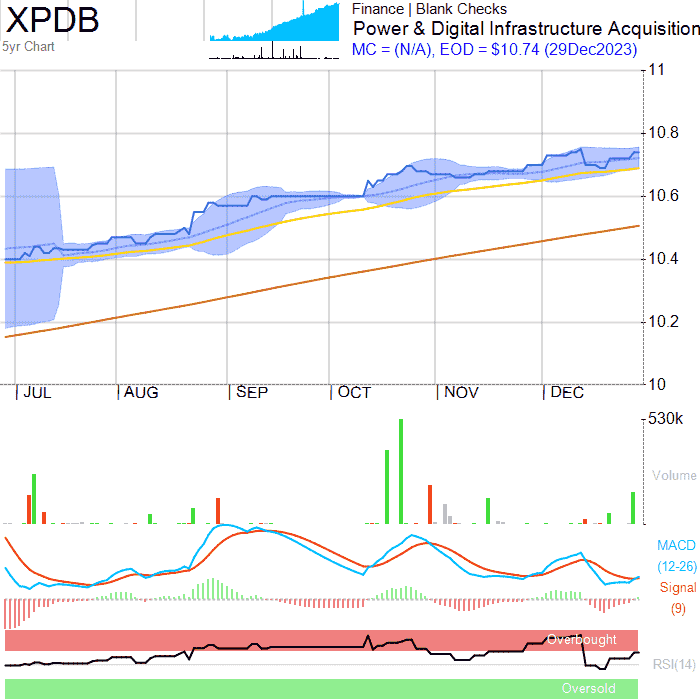 XPDB
5yr Chart
Finance | Blank Checks
Power & Digital Infrastructure Acquisition
MC = (N/A), EOD = $10.74 (29Dec2023)
11
10.8
10.6
10.4
10.2
10
JUL AUG SEP OCT NOV DEC
530k
Volume
MACD
(12-26)
Signal
(9)
Overbought
RSI(14)
Oversold